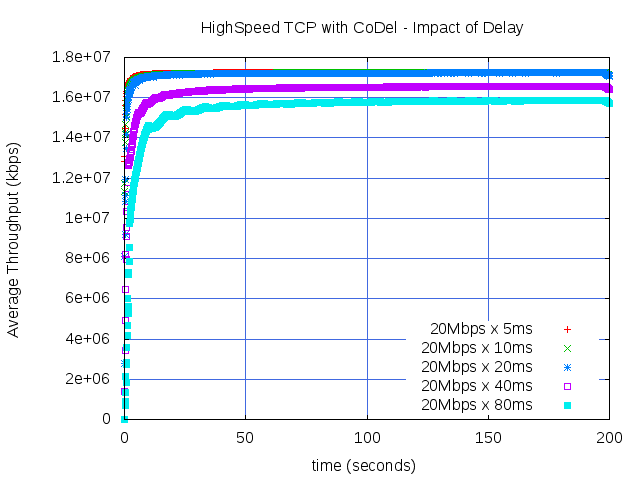 HighSpeed TCP with CoDel - Impact of Delay
1.8e+07
1.6e+07
1.4e+07
1.2e+07
1e+07
8e+06
6e+06
4e+06
2e+06
0
Average Throughput (kbps)
20Mbps x 5ms
20Mbps x 10ms
20Mbps x 20ms
20Mbps x 40ms
20Mbps x 80ms
0 50 100 150 200
time (seconds)